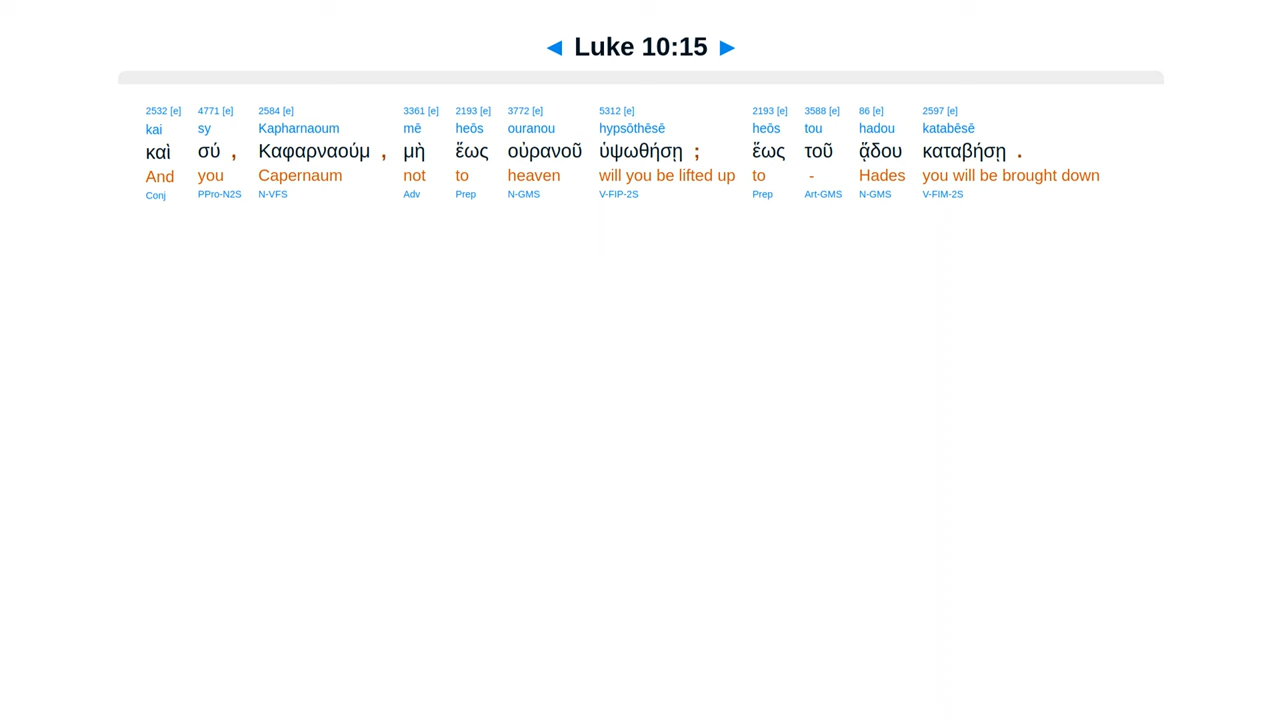 ◄ Luke 10:15 ►
2532 [e] 4771 [e] 2584 [e] 3361 [e] 2193 [e] 3772 [e] 5312 [e] 2193 [e] 3588 [e] 86 [e] 2597 [e]
kai sy Kapharnaoum mē heōs ouranou hypsōthēsē heōs tou hadou katabēsē
καὶ σύ , Καφαρναούμ , μὴ ἕως οὐρανοῦ ὑψωθήσῃ ; ἕως τοῦ ᾅδου καταβήσῃ .
And you Capernaum not to heaven will you be lifted up to - Hades you will be brought down
Conj PPro-N2S N-VFS Adv Prep N-GMS V-FIP-2S Prep Art-GMS N-GMS V-FIM-2S